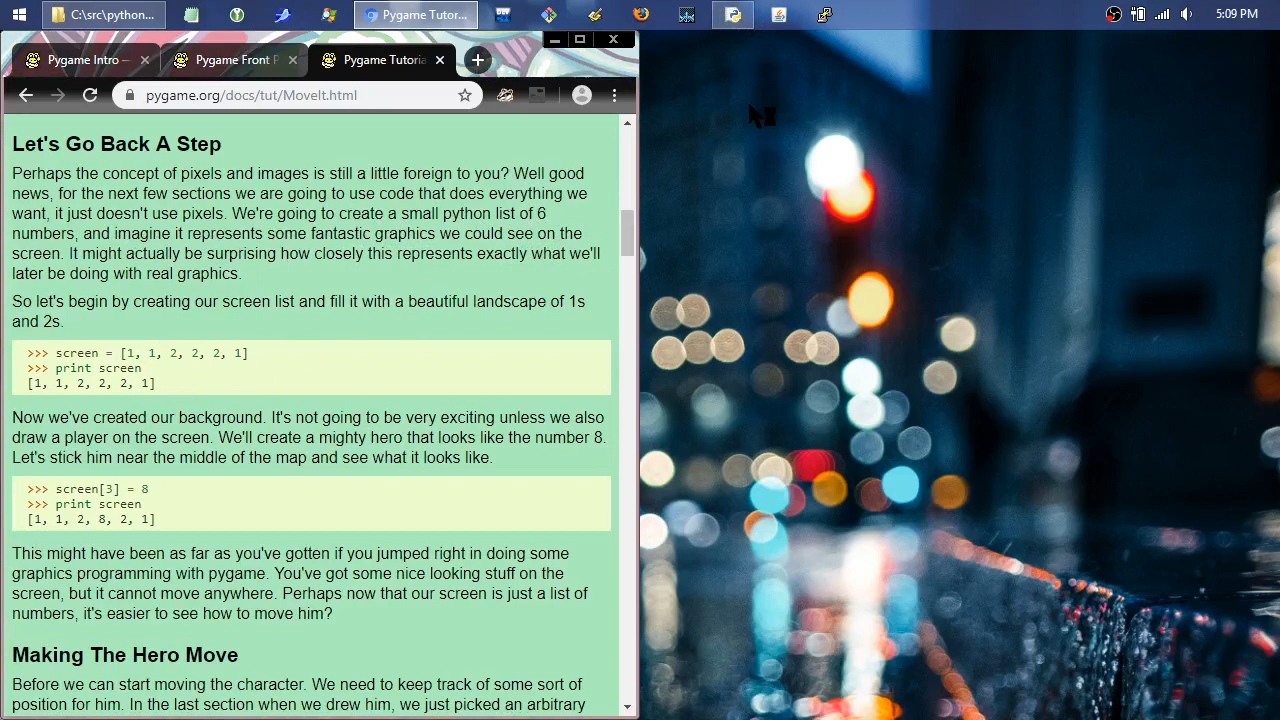 C:\src\python...
Pygame Tutor...
5:09 PM
Pygame Intro —
Pygame Front P
Pygame Tutoria
pygame.org/docs/tut/MoveIt.html
Let's Go Back A Step
Perhaps the concept of pixels and images is still a little foreign to you? Well good
news, for the next few sections we are going to use code that does everything we
want, it just doesn't use pixels. We're going to create a small python list of 6
numbers, and imagine it represents some fantastic graphics we could see on the
screen. It might actually be surprising how closely this represents exactly what we'll
later be doing with real graphics.
So let's begin by creating our screen list and fill it with a beautiful landscape of 1s
and 2s.
>>> screen = [1, 1, 2, 2, 2, 1]
>>> print screen
[1, 1, 2, 2, 2, 1]
Now we've created our background. It's not going to be very exciting unless we also
draw a player on the screen. We'll create a mighty hero that looks like the number 8.
Let's stick him near the middle of the map and see what it looks like.
>>> screen[3] = 8
>>> print screen
[1, 1, 2, 8, 2, 1]
This might have been as far as you've gotten if you jumped right in doing some
graphics programming with pygame. You've got some nice looking stuff on the
screen, but it cannot move anywhere. Perhaps now that our screen is just a list of
numbers, it's easier to see how to move him?
Making The Hero Move
Before we can start moving the character. We need to keep track of some sort of
position for him. In the last section when we drew him, we just picked an arbitrary